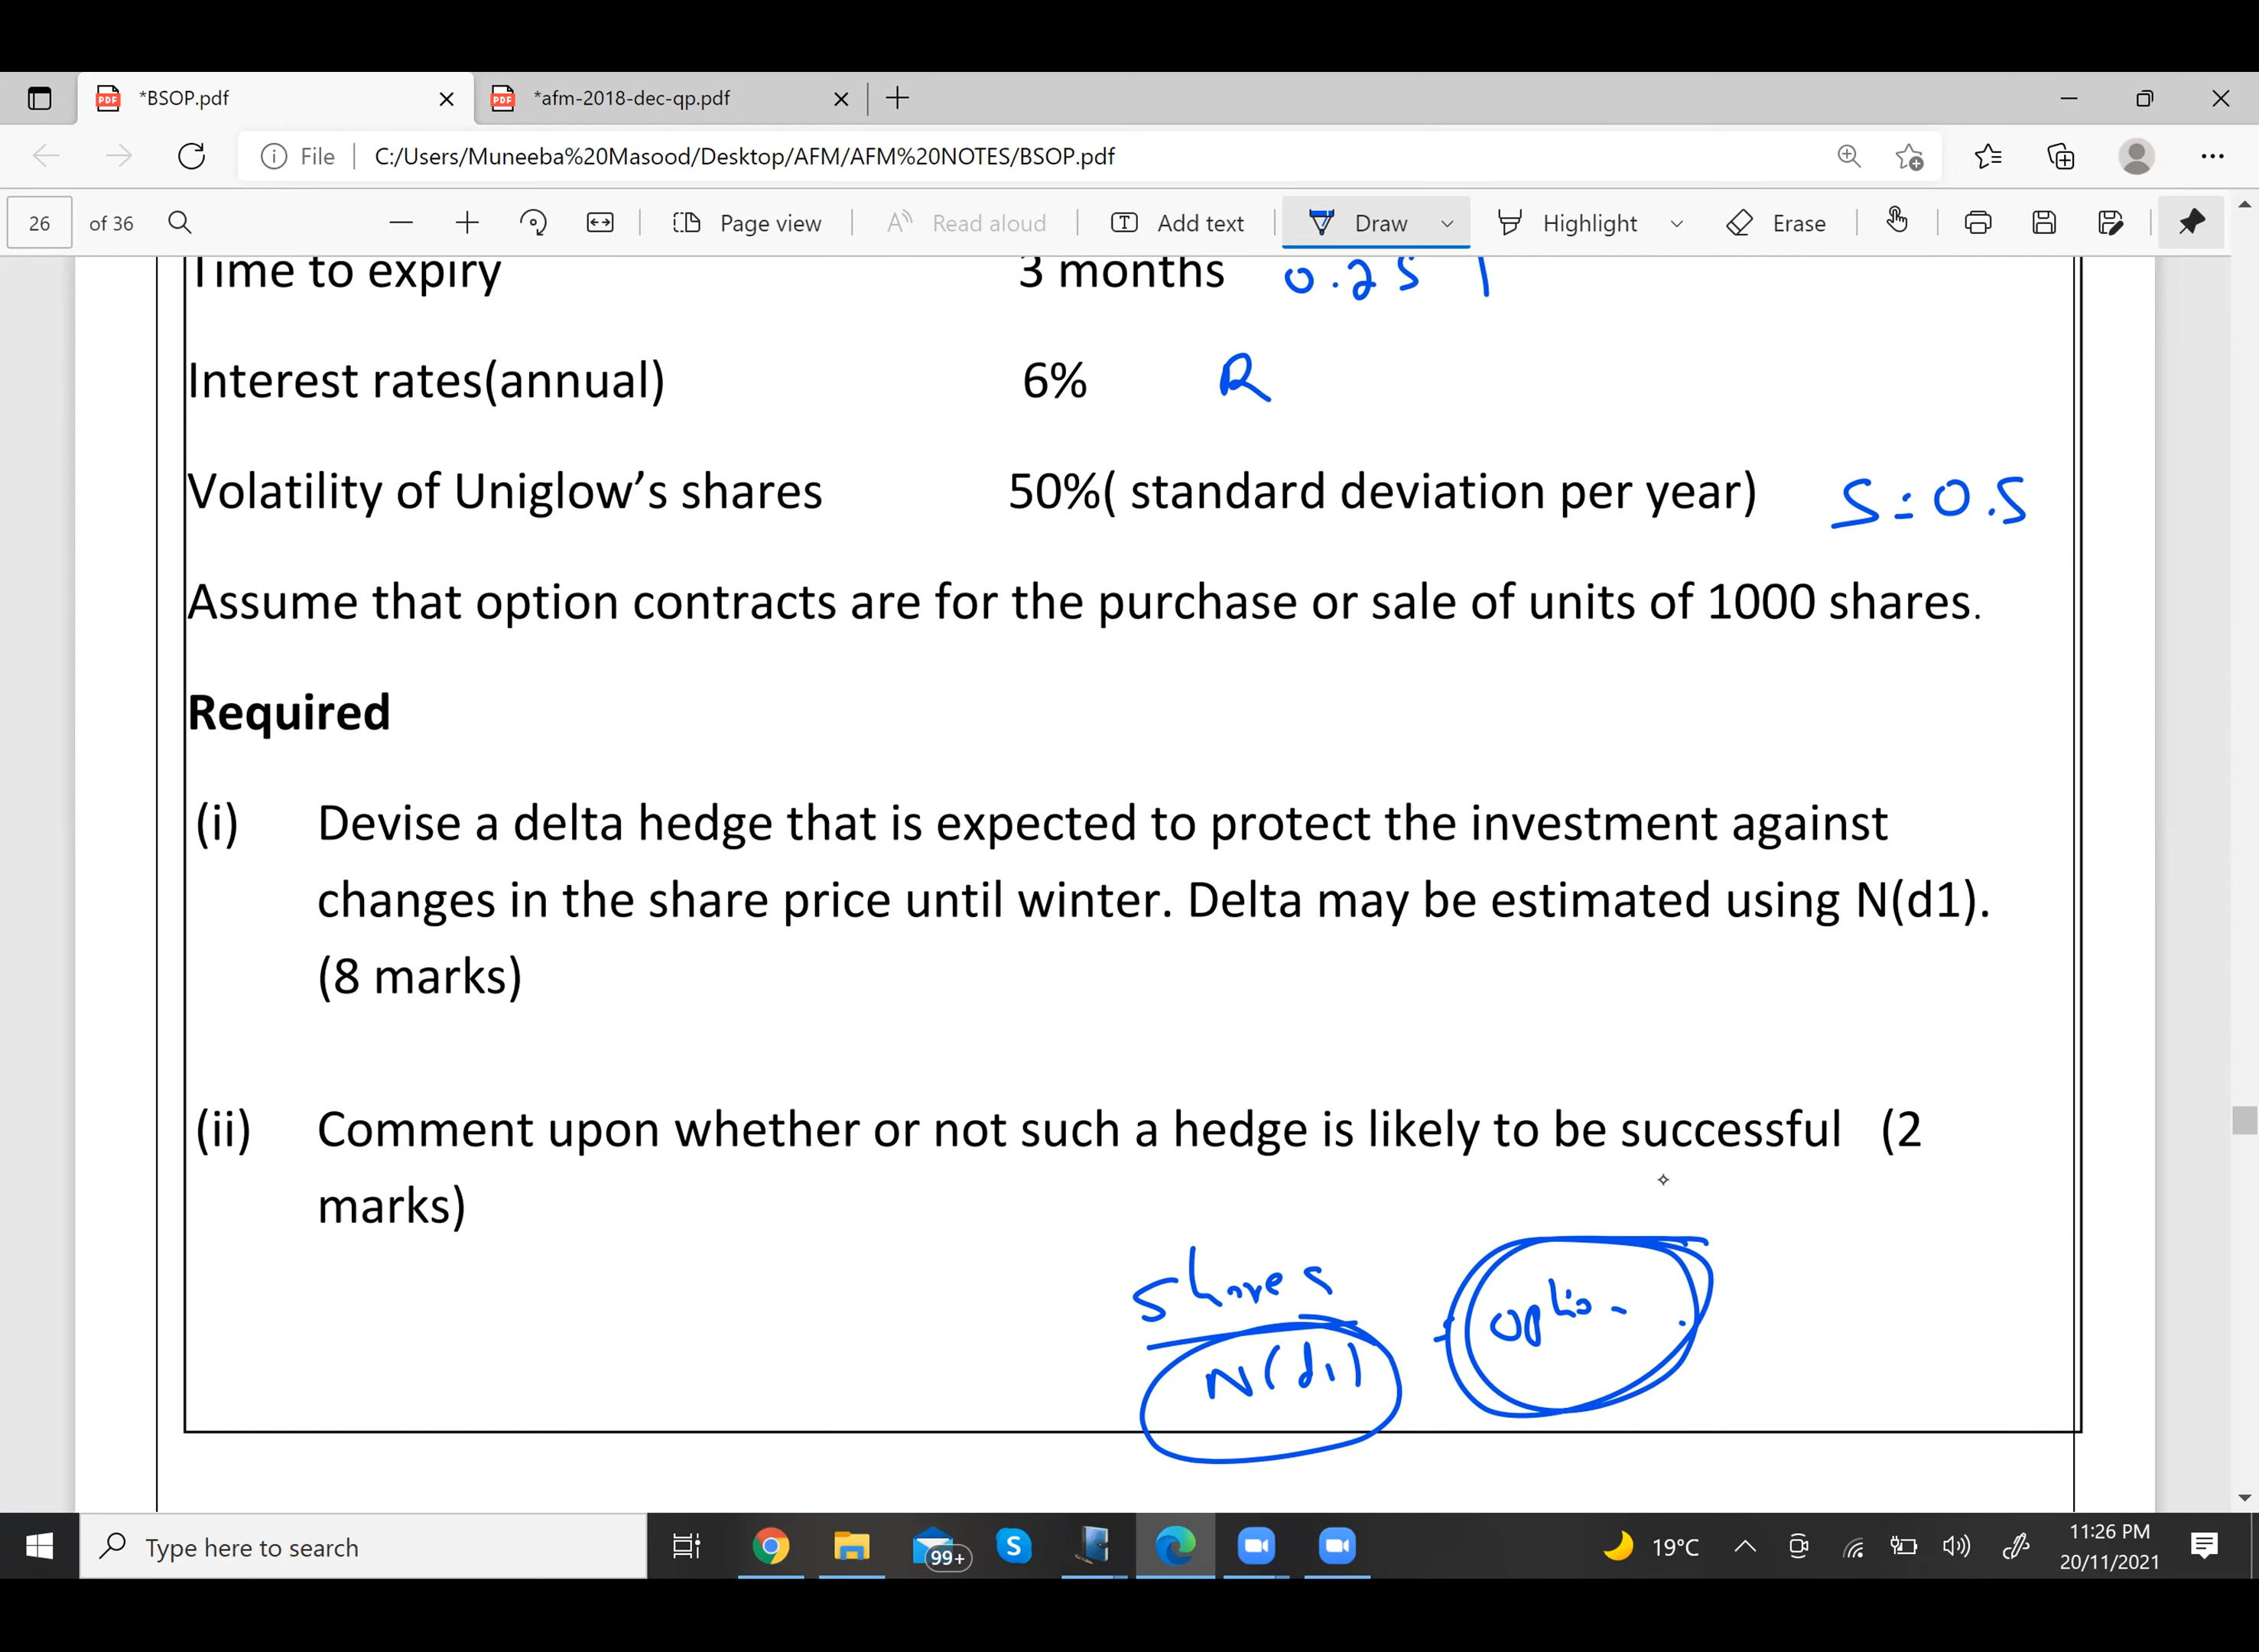 *BSOP.pdf *afm-2018-dec-qp.pdf
File C:/Users/Muneeba%20Masood/Desktop/AFM/AFM%20NOTES/BSOP.pdf
26 of 36 Page view Read aloud Add text Draw Highlight Erase
Time to expiry 3 months 0.25
Interest rates(annual) 6% R
Volatility of Uniglow's shares 50%( standard deviation per year) S=0.5
Assume that option contracts are for the purchase or sale of units of 1000 shares.
Required
(i) Devise a delta hedge that is expected to protect the investment against
changes in the share price until winter. Delta may be estimated using N(d1).
(8 marks)
(ii) Comment upon whether or not such a hedge is likely to be successful (2
marks)
shares
N(d1)
Type here to search 99+ 19°C 11:26 PM
20/11/2021